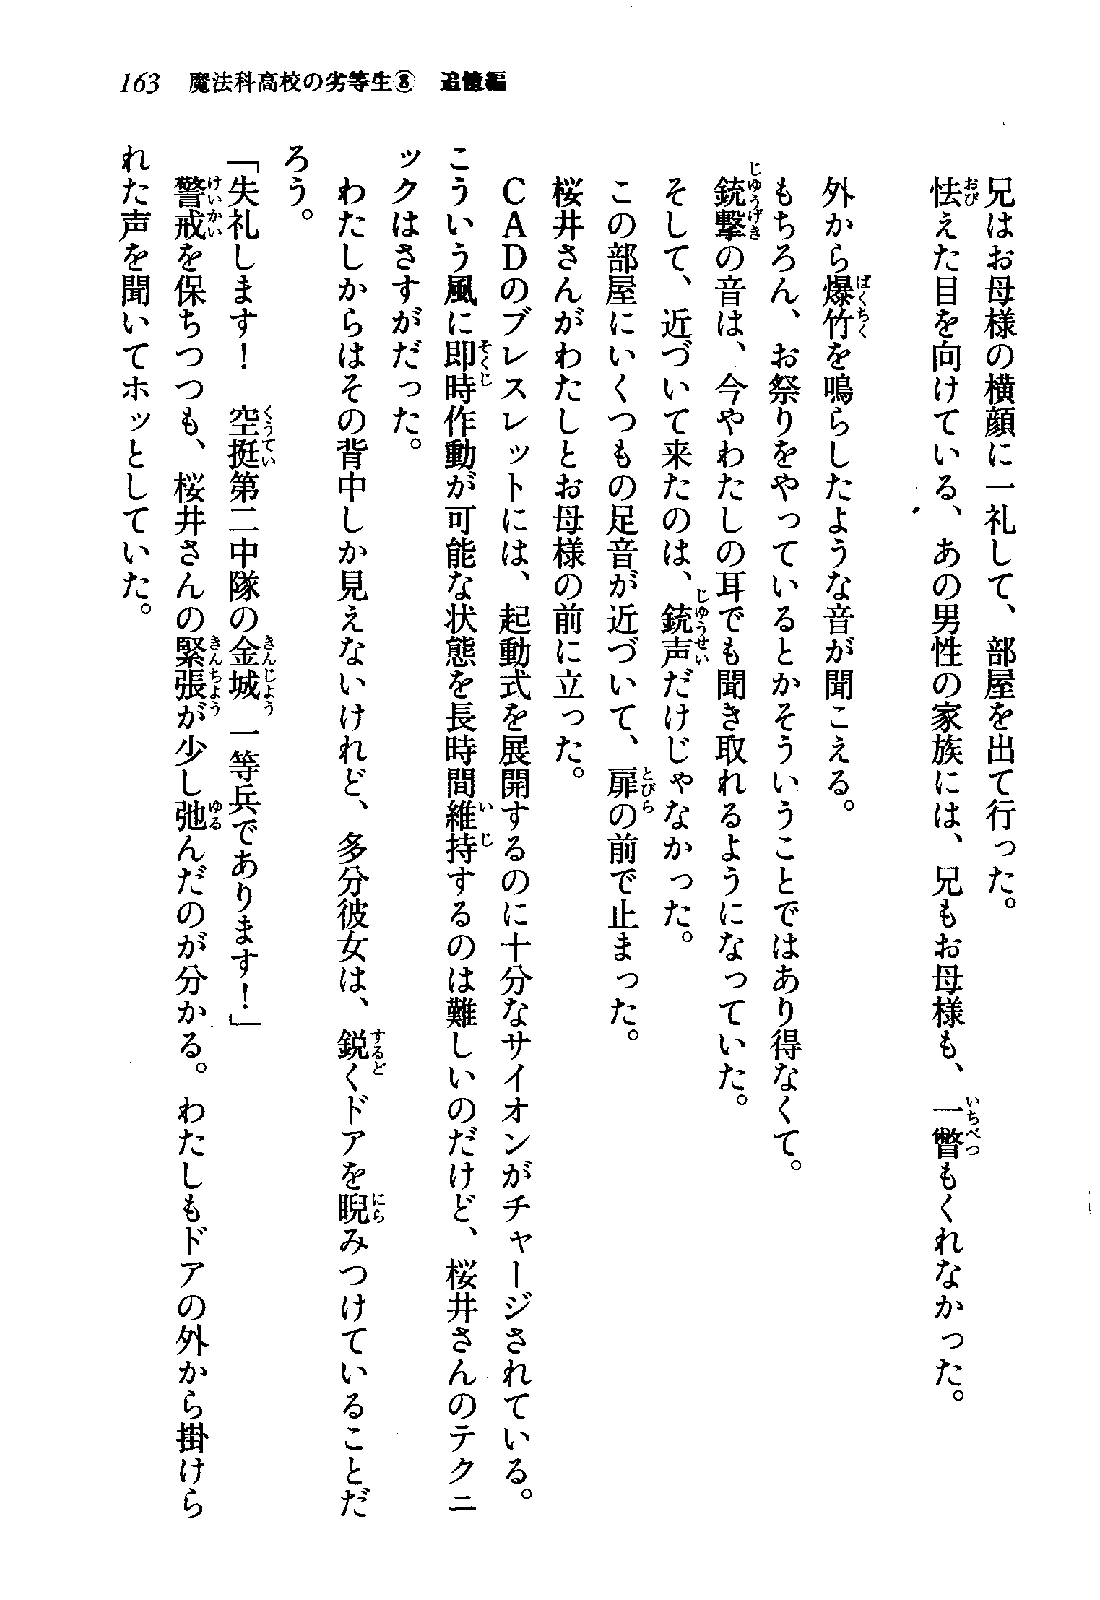 163 魔法科高校の劣等生⑧ 追憶編
兄はお母様の横顔に一礼して、部屋を出て行った。
怯えた目を向けている、あの男性の家族には、兄もお母様も、一瞥もくれなかった。
外から爆竹を鳴らしたような音が聞こえる。
もちろん、お祭りをやっているとかそういうことではあり得なくて。
銃撃の音は、今やわたしの耳でも聞き取れるようになっていた。
そして、近づいて来たのは、銃声だけじゃなかった。
この部屋にいくつもの足音が近づいて、扉の前で止まった。
桜井さんがわたしとお母様の前に立った。
ＣＡＤのブレスレットには、起動式を展開するのに十分なサイオンがチャージされている。
こういう風に即時作動が可能な状態を長時間維持するのは難しいのだけど、桜井さんのテクニ
ックはさすがだった。
わたしからはその背中しか見えないけれど、多分彼女は、鋭くドアを睨みつけていることだ
ろう。
「失礼します！　空挺第二中隊の金城一等兵であります！」
警戒を保ちつつも、桜井さんの緊張が少し弛んだのが分かる。わたしもドアの外から掛けら
れた声を聞いてホッとしていた。